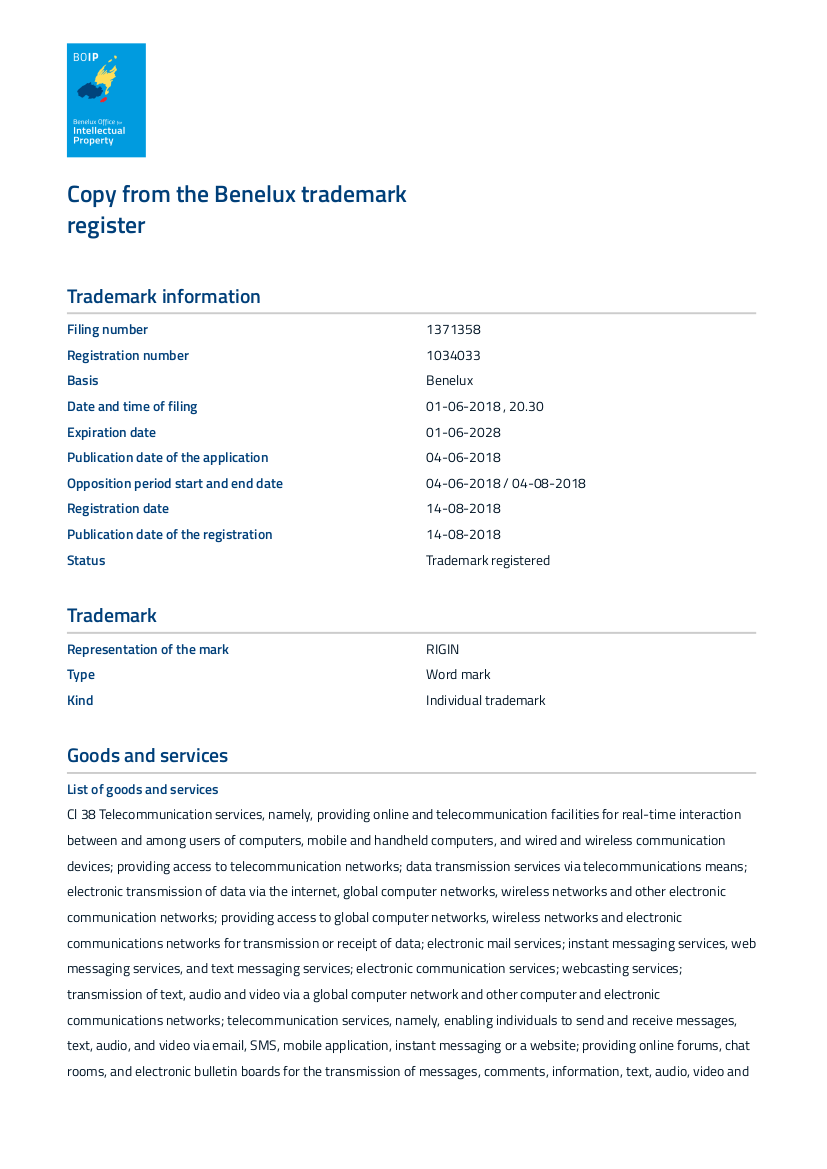 BOIP
Benelux Office for
Intellectual
Property
Copy from the Benelux trademark
register
Trademark information
Filing number 1371358
Registration number 1034033
Basis Benelux
Date and time of filing 01-06-2018 , 20.30
Expiration date 01-06-2028
Publication date of the application 04-06-2018
Opposition period start and end date 04-06-2018 / 04-08-2018
Registration date 14-08-2018
Publication date of the registration 14-08-2018
Status Trademark registered
Trademark
Representation of the mark RIGIN
Type Word mark
Kind Individual trademark
Goods and services
List of goods and services
Cl 38 Telecommunication services, namely, providing online and telecommunication facilities for real-time interaction
between and among users of computers, mobile and handheld computers, and wired and wireless communication
devices; providing access to telecommunication networks; data transmission services via telecommunications means;
electronic transmission of data via the internet, global computer networks, wireless networks and other electronic
communication networks; providing access to global computer networks, wireless networks and electronic
communications networks for transmission or receipt of data; electronic mail services; instant messaging services, web
messaging services, and text messaging services; electronic communication services; webcasting services;
transmission of text, audio and video via a global computer network and other computer and electronic
communications networks; telecommunication services, namely, enabling individuals to send and receive messages,
text, audio, and video via email, SMS, mobile application, instant messaging or a website; providing online forums, chat
rooms, and electronic bulletin boards for the transmission of messages, comments, information, text, audio, video and